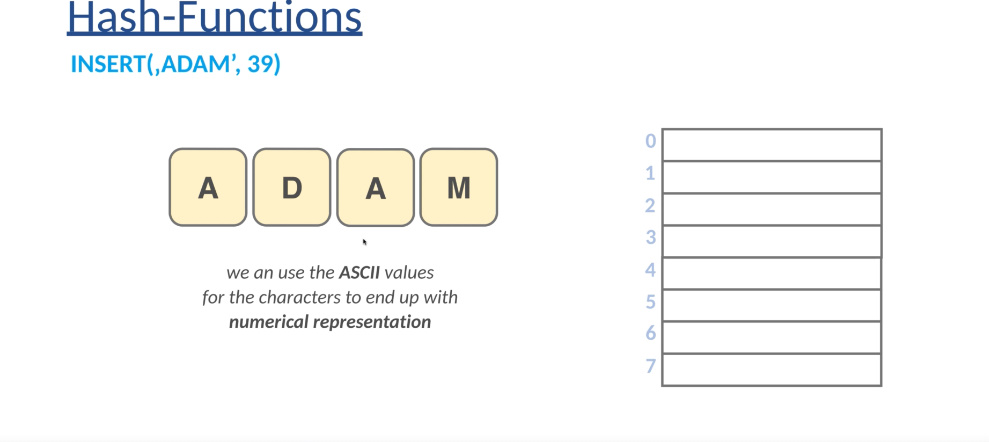 Hash-Functions
INSERT(‚ADAM’, 39)
A D A M
we an use the ASCII values
for the characters to end up with
numerical representation
0
1
2
3
4
5
6
7